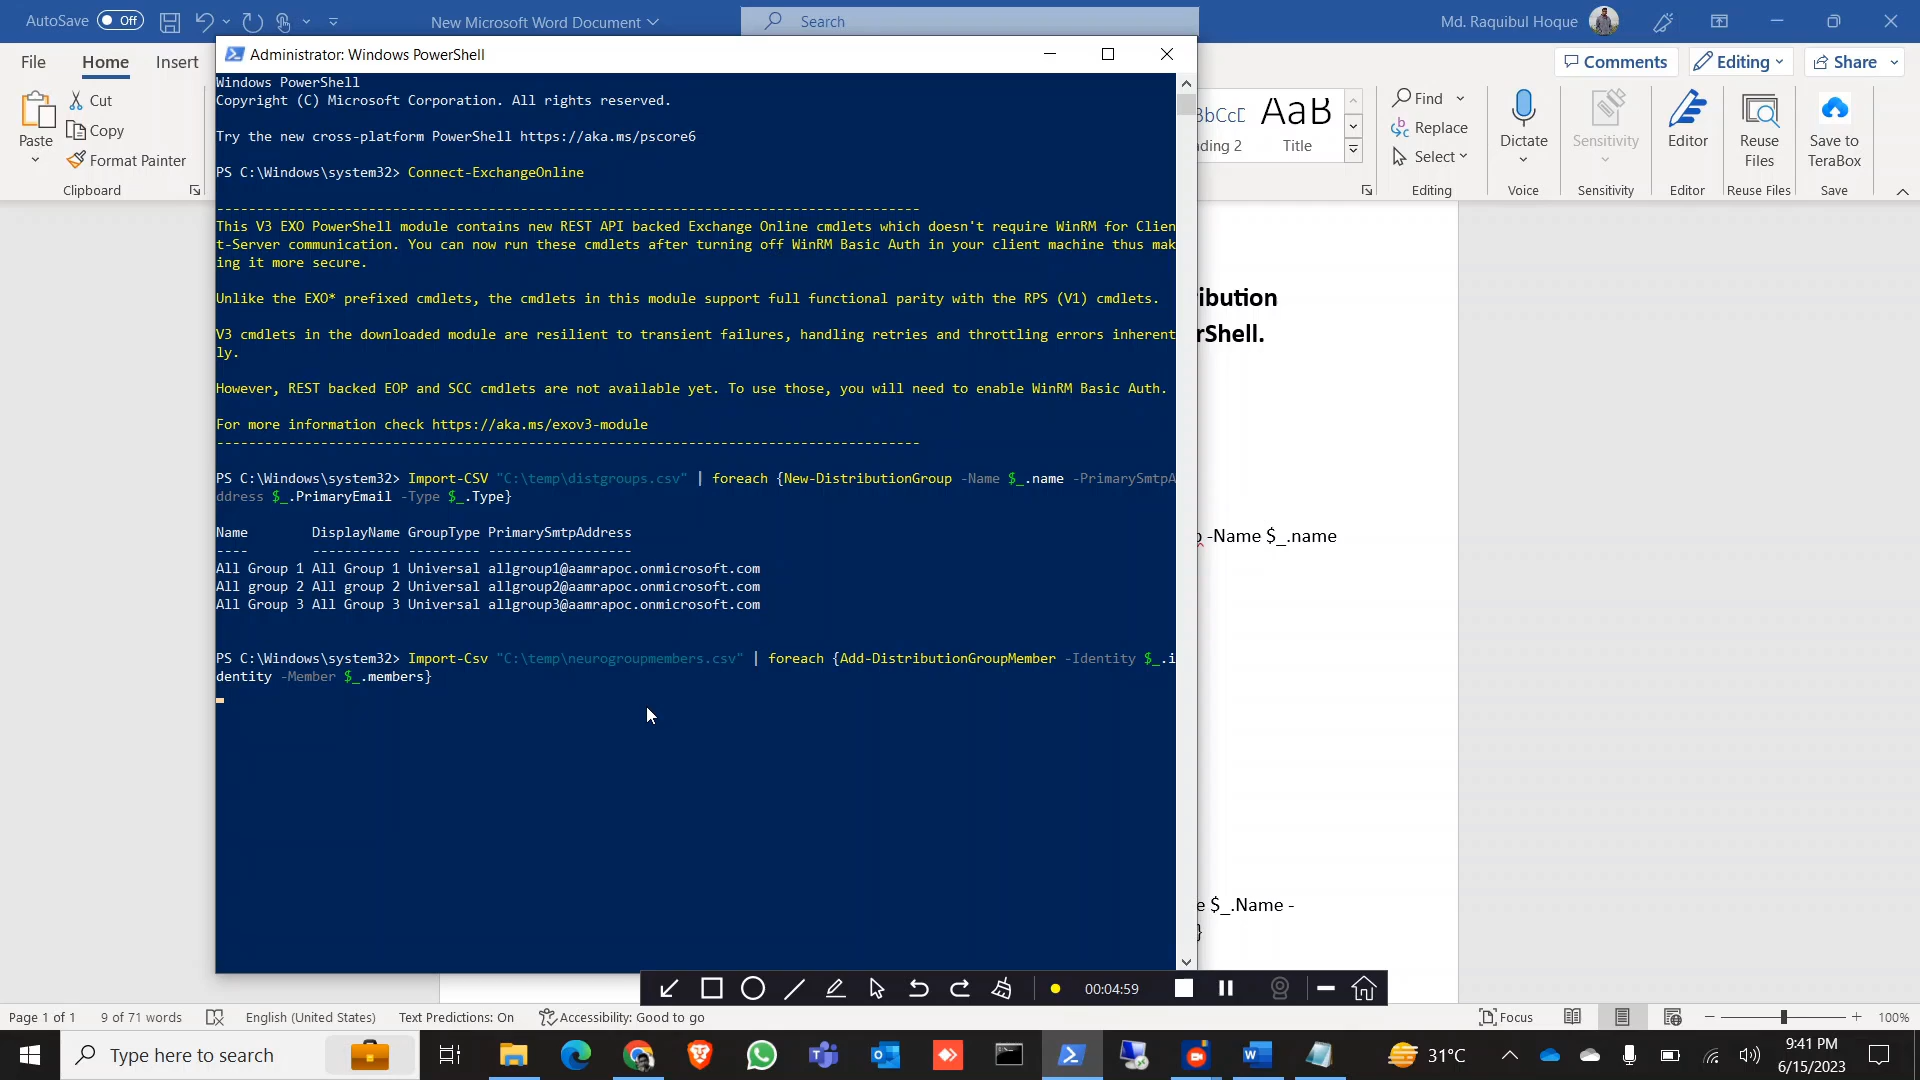 AutoSave Off New Microsoft Word Document Search Md. Raquibul Hoque
File Home Insert Comments Editing Share
Administrator: Windows PowerShell
Paste Cut Copy Format Painter
Clipboard
AaB
ding 2 Title
Find Replace Select
Editing
Dictate
Voice
Sensitivity
Sensitivity
Editor
Editor
Reuse Files
Reuse Files
Save to TeraBox
Save
Windows PowerShell
Copyright (C) Microsoft Corporation. All rights reserved.
Try the new cross-platform PowerShell https://aka.ms/pscore6
PS C:\Windows\system32> Connect-ExchangeOnline
----------------------------------------------------------------------------------------
This V3 EXO PowerShell module contains new REST API backed Exchange Online cmdlets which doesn't require WinRM for Clien
t-Server communication. You can now run these cmdlets after turning off WinRM Basic Auth in your client machine thus mak
ing it more secure.
Unlike the EXO* prefixed cmdlets, the cmdlets in this module support full functional parity with the RPS (V1) cmdlets.
V3 cmdlets in the downloaded module are resilient to transient failures, handling retries and throttling errors inherent
ly.
However, REST backed EOP and SCC cmdlets are not available yet. To use those, you will need to enable WinRM Basic Auth.
For more information check https://aka.ms/exov3-module
----------------------------------------------------------------------------------------
PS C:\Windows\system32> Import-CSV "C:\temp\distgroups.csv" | foreach {New-DistributionGroup -Name $_.name -PrimarySmtpA
ddress $_.PrimaryEmail -Type $_.Type}
Name DisplayName GroupType PrimarySmtpAddress
---- ----------- --------- ------------------
All Group 1 All Group 1 Universal allgroup1@aamrapoc.onmicrosoft.com
All group 2 All group 2 Universal allgroup2@aamrapoc.onmicrosoft.com
All Group 3 All Group 3 Universal allgroup3@aamrapoc.onmicrosoft.com
PS C:\Windows\system32> Import-Csv "C:\temp\neurogroupmembers.csv" | foreach {Add-DistributionGroupMember -Identity $_.i
dentity -Member $_.members}
ibution
rShell.
-Name $_.name
e $_.Name -
}
00:04:59
Page 1 of 1 9 of 71 words English (United States) Text Predictions: On Accessibility: Good to go Focus 100%
Type here to search 31°C 9:41 PM
6/15/2023